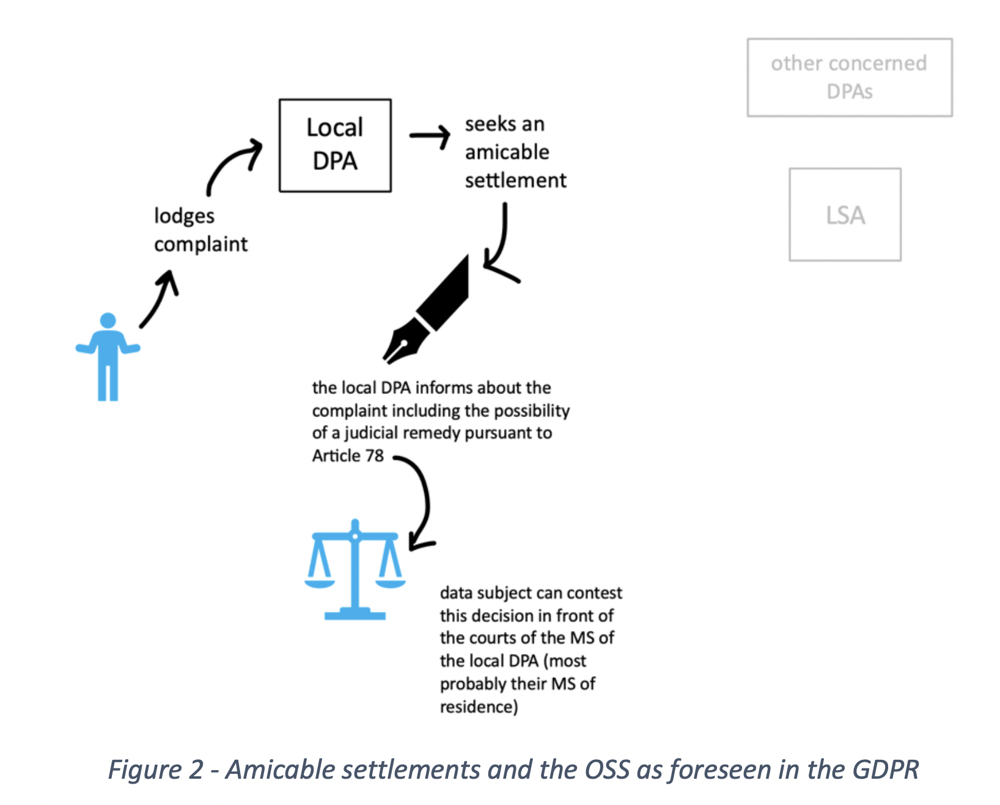 other concerned
DPAs
Local
DPA
seeks an
amicable
settlement
LSA
lodges
complaint
the local DPA informs about the
complaint including the possibility
of a judicial remedy pursuant to
Article 78
data subject can contest
this decision in front of
the courts of the MS of
the local DPA (most
probably their MS of
residence)
Figure 2 - Amicable settlements and the OSS as foreseen in the GDPR